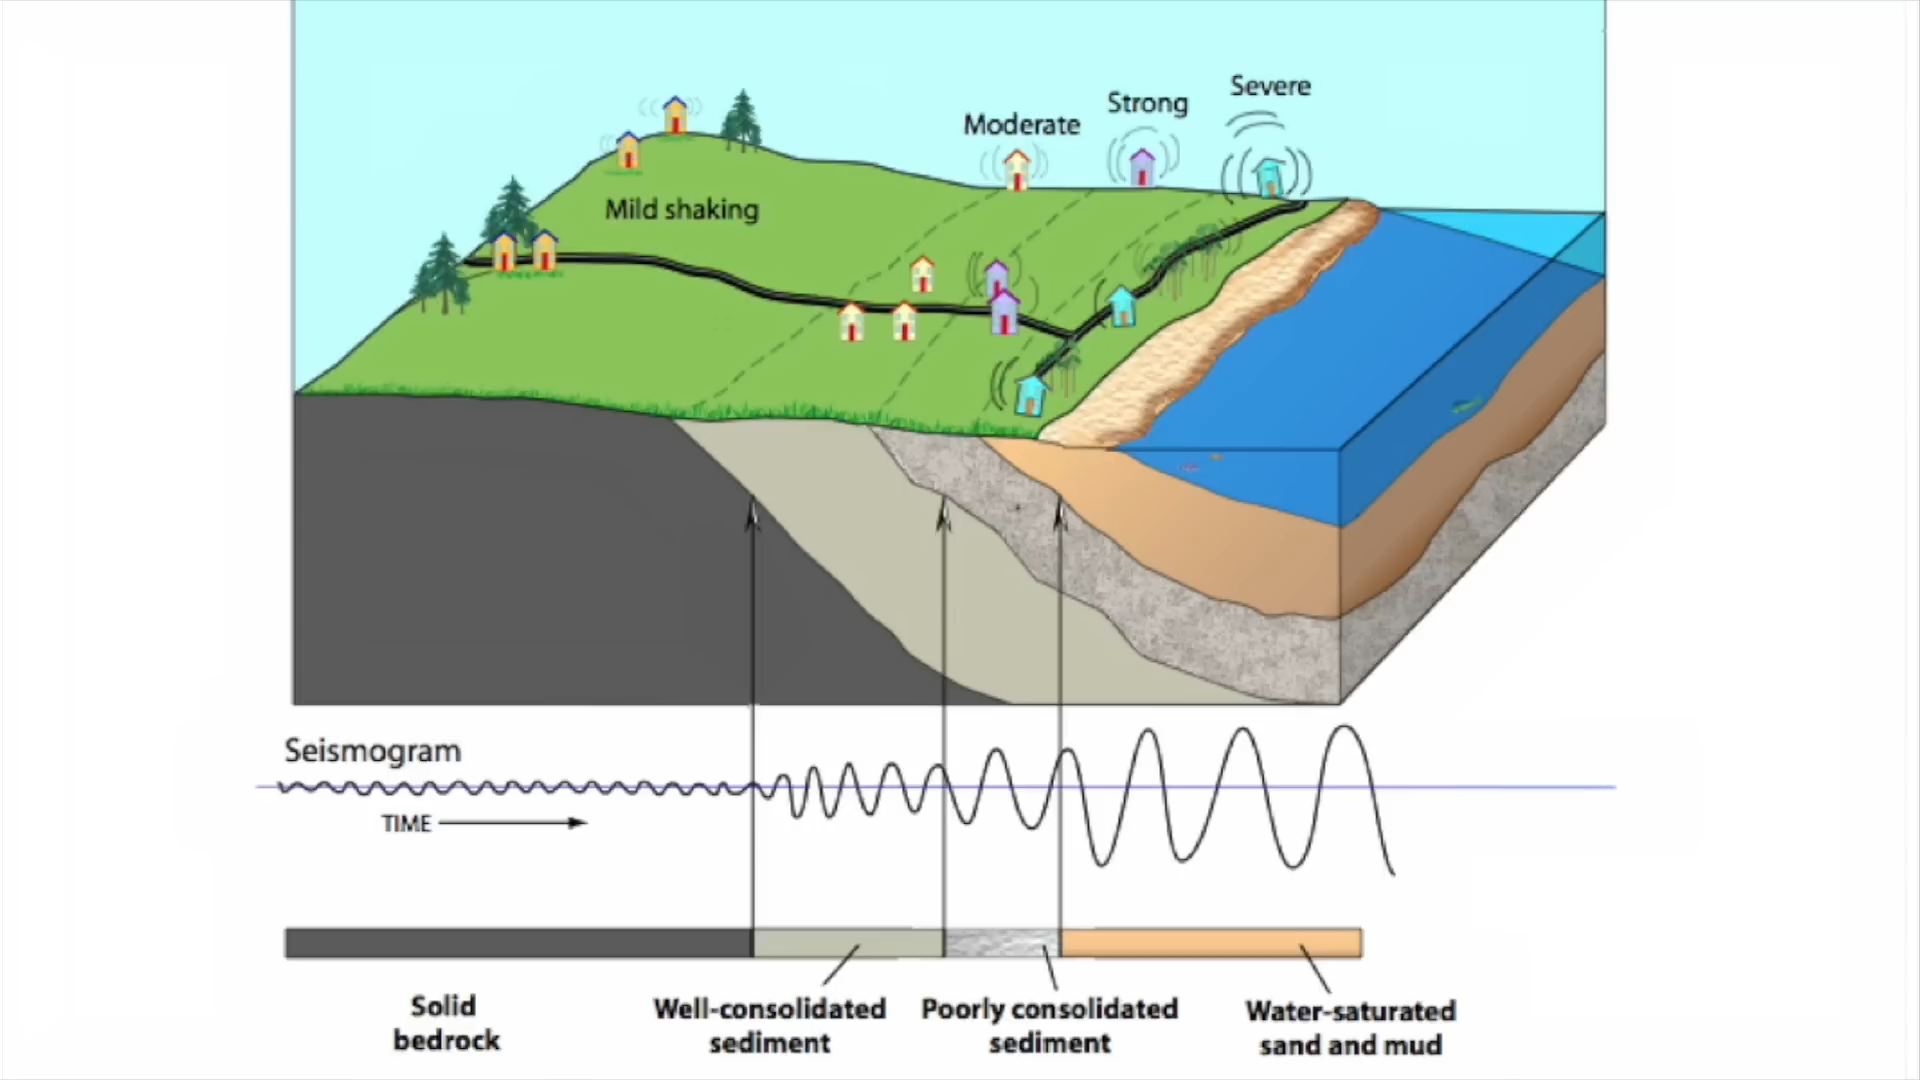 Severe
Strong
Moderate
Mild shaking
Seismogram
TIME
Solid
bedrock
Well-consolidated
sediment
Poorly consolidated
sediment
Water-saturated
sand and mud